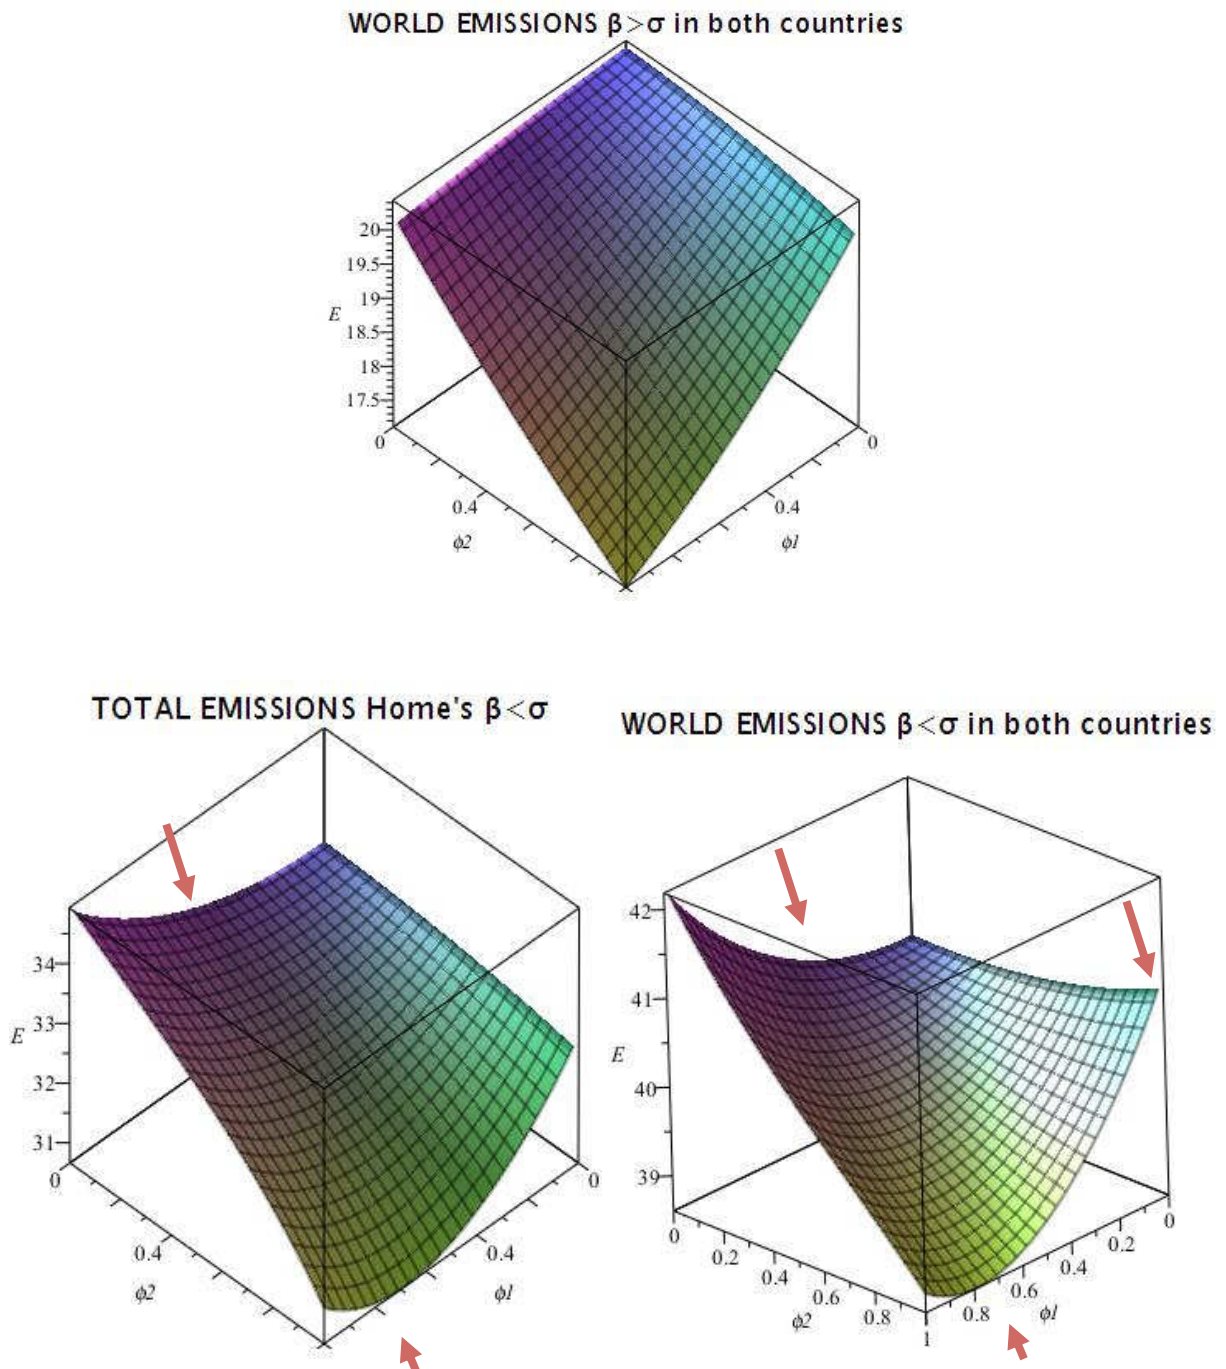 WORLD EMISSIONS β>σ in both countries
20
19.5
19
E
18.5
18
17.5
0
0
0.4
0.4
ϕ2
ϕ1
TOTAL EMISSIONS Home's β<σ
34
33
E
32
31
0
0
0.4
0.4
ϕ2
ϕ1
WORLD EMISSIONS β<σ in both countries
42
41
E
40
39
0
0
0.2
0.2
0.4
0.4
0.6
0.6
0.8
0.8
ϕ2
ϕ1
1